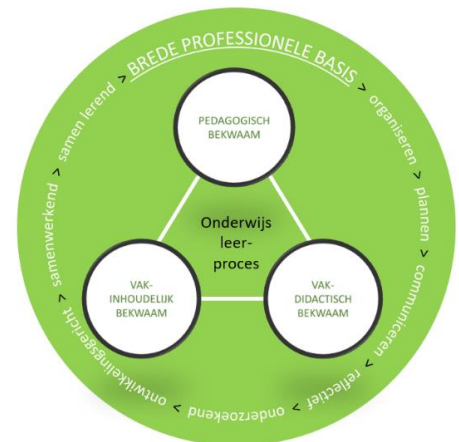 BREDE PROFESSIONELE BASIS > organiseren > plannen > communiceren > reflectief > onderzoekend > ontwikkelingsgericht > samenwerkend > samen lerend >
PEDAGOGISCH
BEKWAAM
Onderwijs
leer-
proces
VAK-
INHOUDELIJK
BEKWAAM
VAK-
DIDACTISCH
BEKWAAM